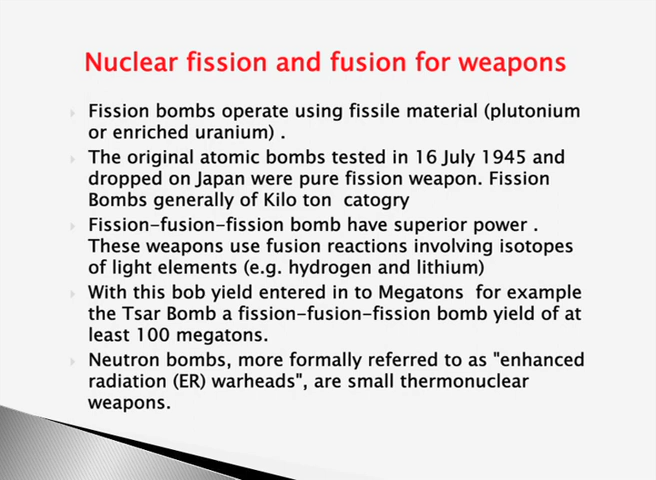 Nuclear fission and fusion for weapons
Fission bombs operate using fissile material (plutonium
or enriched uranium) .
The original atomic bombs tested in 16 July 1945 and
dropped on Japan were pure fission weapon. Fission
Bombs generally of Kilo ton  catogry
Fission-fusion-fission bomb have superior power .
These weapons use fusion reactions involving isotopes
of light elements (e.g. hydrogen and lithium)
With this bob yield entered in to Megatons  for example
the Tsar Bomb a fission-fusion-fission bomb yield of at
least 100 megatons.
Neutron bombs, more formally referred to as "enhanced
radiation (ER) warheads", are small thermonuclear
weapons.